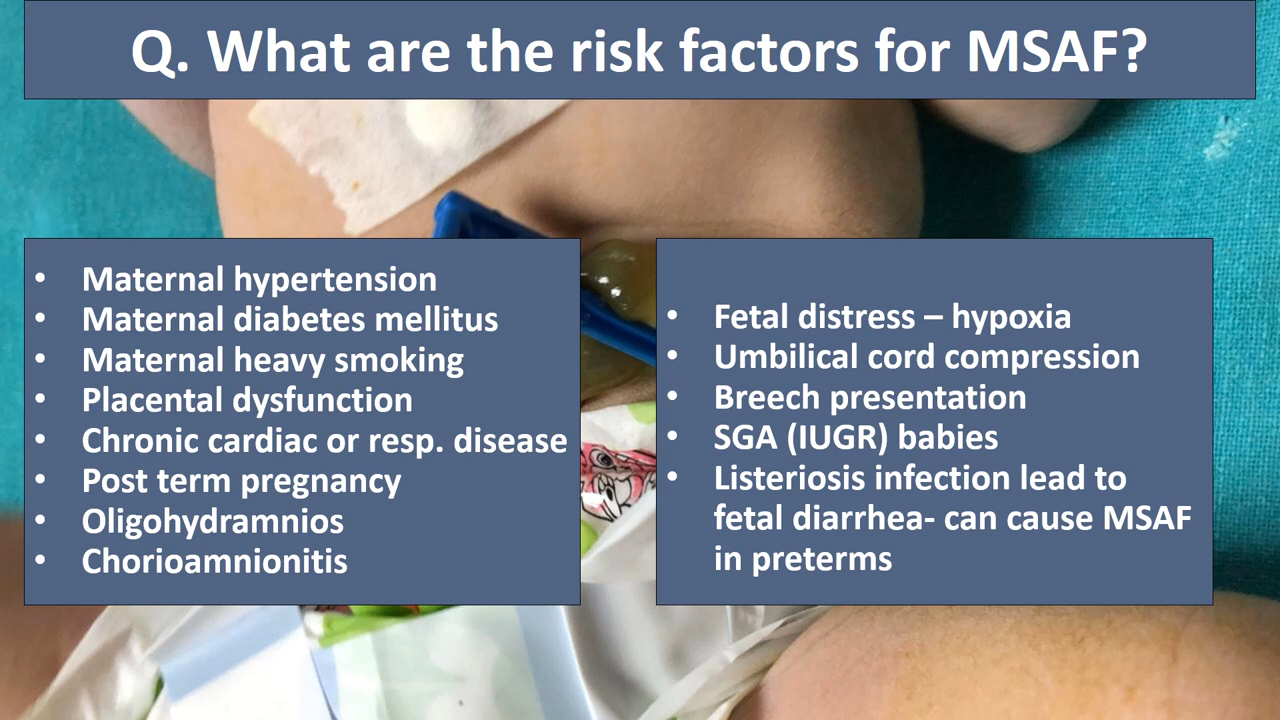 Q. What are the risk factors for MSAF?
• Maternal hypertension
• Maternal diabetes mellitus
• Maternal heavy smoking
• Placental dysfunction
• Chronic cardiac or resp. disease
• Post term pregnancy
• Oligohydramnios
• Chorioamnionitis
• Fetal distress – hypoxia
• Umbilical cord compression
• Breech presentation
• SGA (IUGR) babies
• Listeriosis infection lead to
fetal diarrhea- can cause MSAF
in preterms